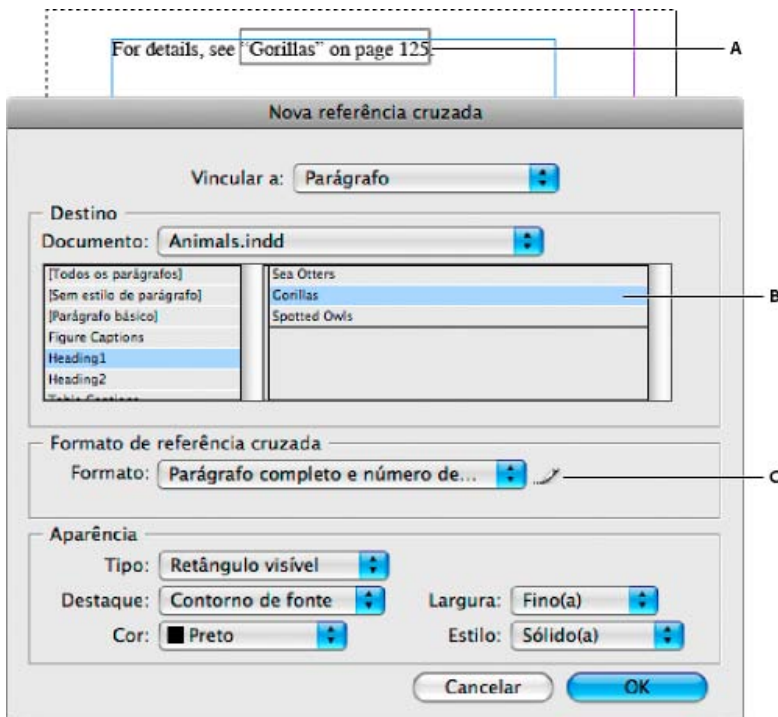 For details, see “Gorillas” on page 125.
A
Nova referência cruzada
Vincular a: Parágrafo
Destino
Documento: Animals.indd
[Todos os parágrafos]
[Sem estilo de parágrafo]
[Parágrafo básico]
Figure Captions
Heading1
Heading2
Table Captions
Sea Otters
Gorillas
Spotted Owls
B
Formato de referência cruzada
Formato: Parágrafo completo e número de...
C
Aparência
Tipo: Retângulo visível
Destaque: Contorno de fonte
Largura: Fino(a)
Cor: Preto
Estilo: Sólido(a)
Cancelar
OK